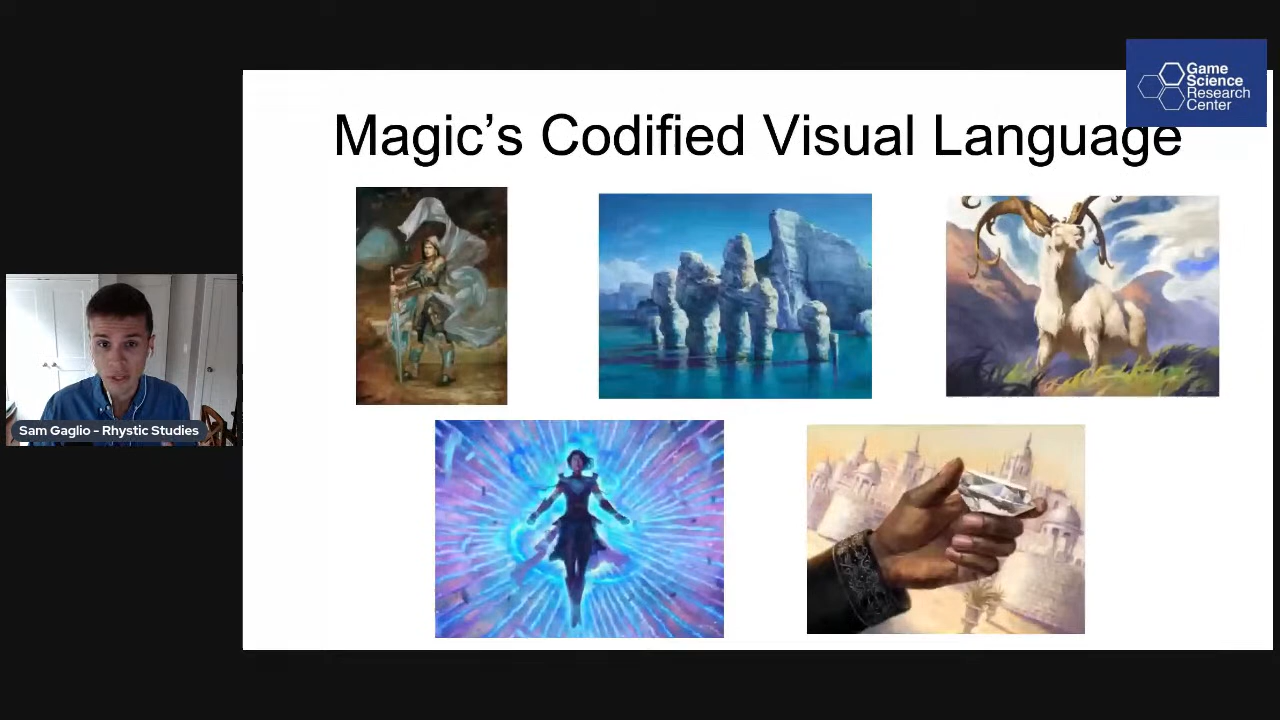 Game
Science
Research
Center
Magic's Codified Visual Language
Sam Gaglio - Rhystic Studies